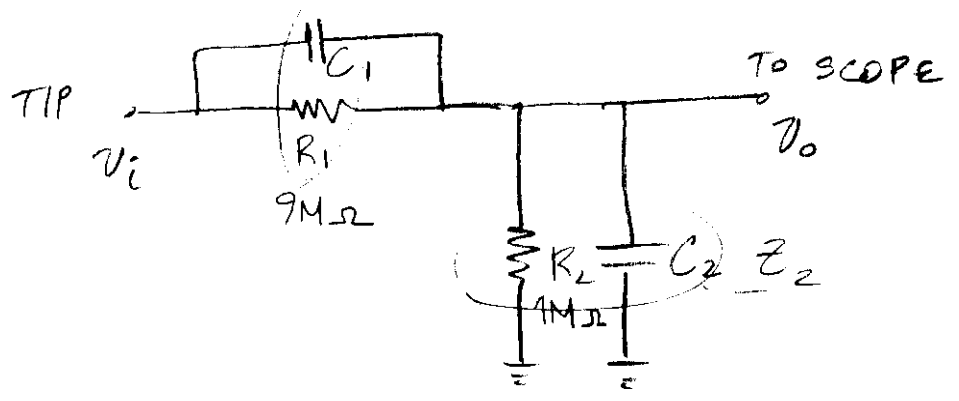 C₁
TIP
TO SCOPE
R₁
𝑣ᵢ
𝑣ₒ
9MΩ
R₂
C₂
Z₂
1MΩ